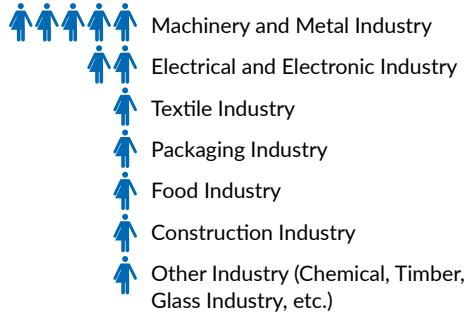 Machinery and Metal Industry
Electrical and Electronic Industry
Textile Industry
Packaging Industry
Food Industry
Construction Industry
Other Industry (Chemical, Timber,
Glass Industry, etc.)